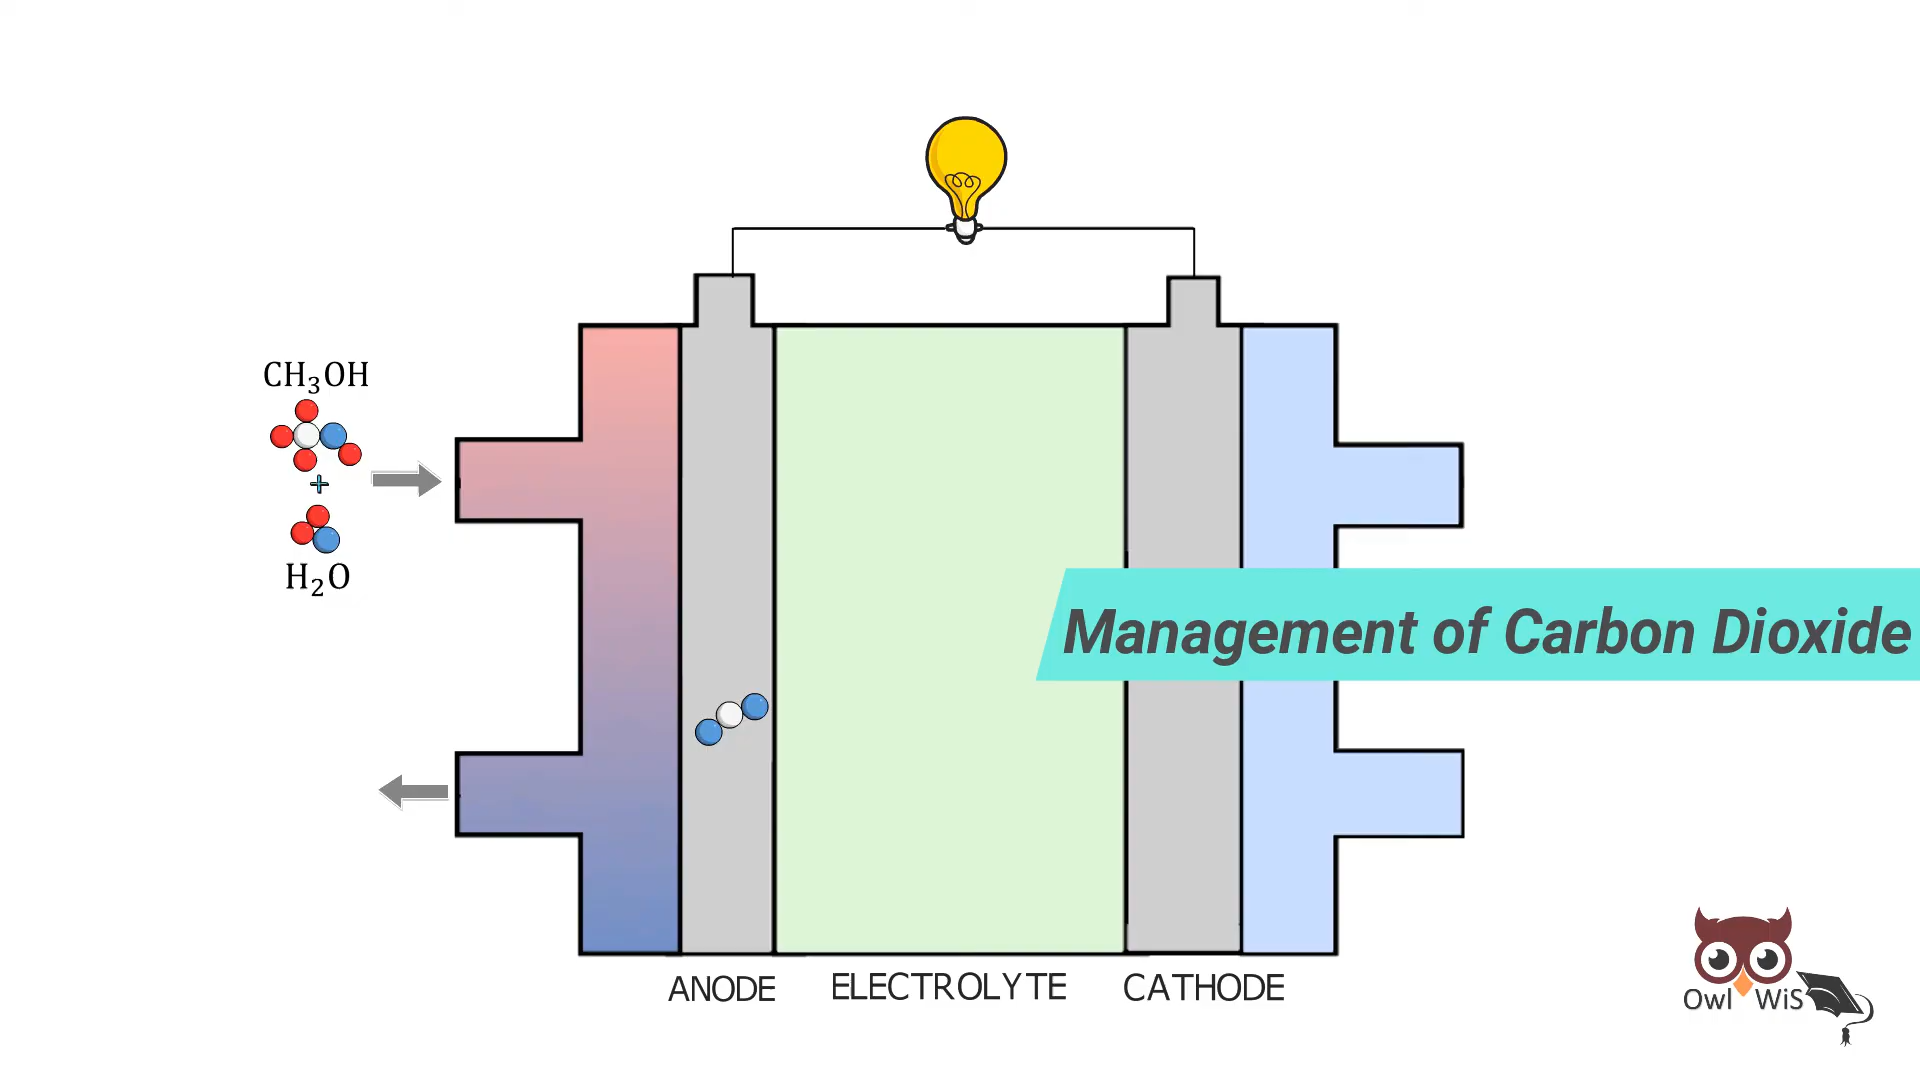 CH₃OH
+
H₂O
Management of Carbon Dioxide
ANODE
ELECTROLYTE
CATHODE
Owl WiS